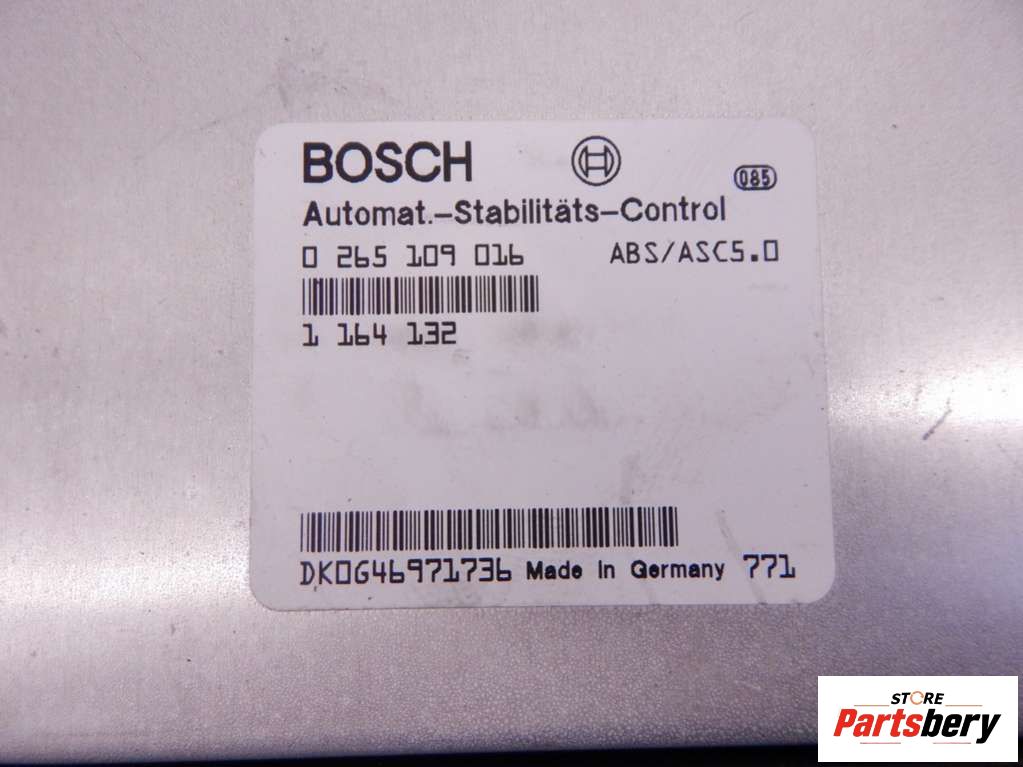 BOSCH
085
Automat.-Stabilitäts-Control
0 265 109 016 ABS/ASC5.0
1 164 132
DK0G46971736 Made in Germany 771
STORE
Partsbery